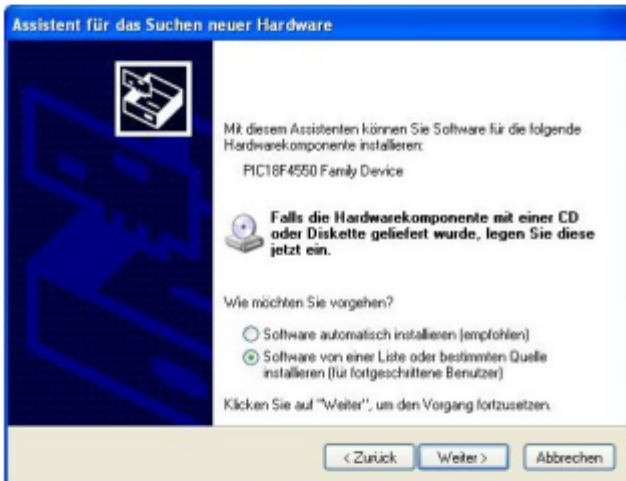 Assistent für das Suchen neuer Hardware
Mit diesem Assistenten können Sie Software für die folgende
Hardwarekomponente installieren:
PIC18F4550 Family Device
Falls die Hardwarekomponente mit einer CD
oder Diskette geliefert wurde, legen Sie diese
jetzt ein.
Wie möchten Sie vorgehen?
Software automatisch installieren (empfohlen)
Software von einer Liste oder bestimmten Quelle
installieren (für fortgeschrittene Benutzer)
Klicken Sie auf "Weiter", um den Vorgang fortzusetzen.
< Zurück Weiter > Abbrechen